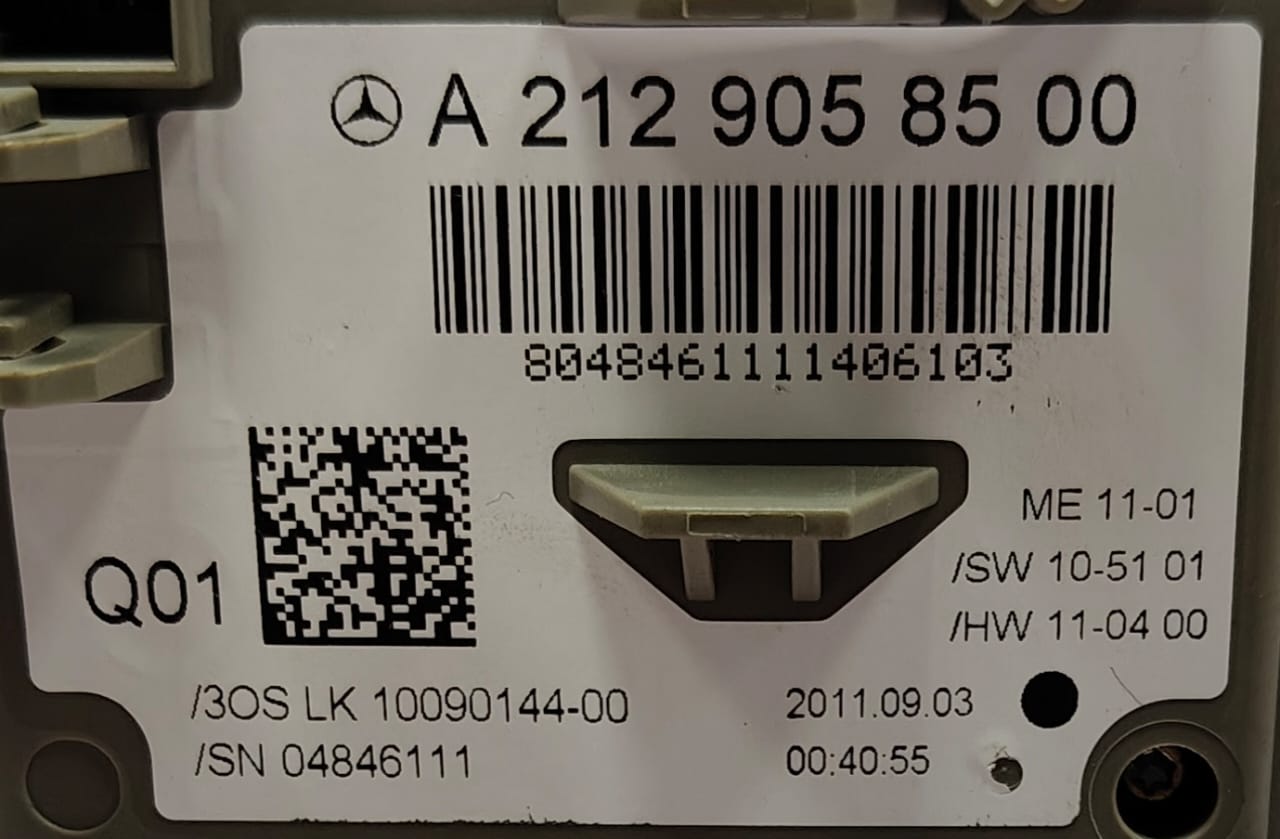 A 212 905 85 00
8048461111406103
ME 11-01
/SW 10-51 01
Q01
/HW 11-04 00
/3OS LK 10090144-00
2011.09.03
/SN 04846111
00:40:55